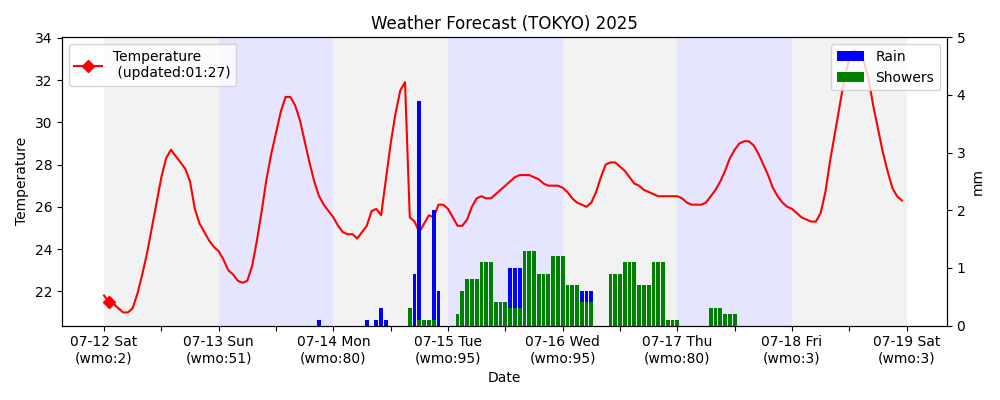 Weather Forecast (TOKYO) 2025
Temperature
(updated:01:27)
Rain
Showers
34
32
30
28
26
24
22
Temperature
5
4
3
2
1
0
mm
07-12 Sat
(wmo:2)
07-13 Sun
(wmo:51)
07-14 Mon
(wmo:80)
07-15 Tue
(wmo:95)
07-16 Wed
(wmo:95)
07-17 Thu
(wmo:80)
07-18 Fri
(wmo:3)
07-19 Sat
(wmo:3)
Date